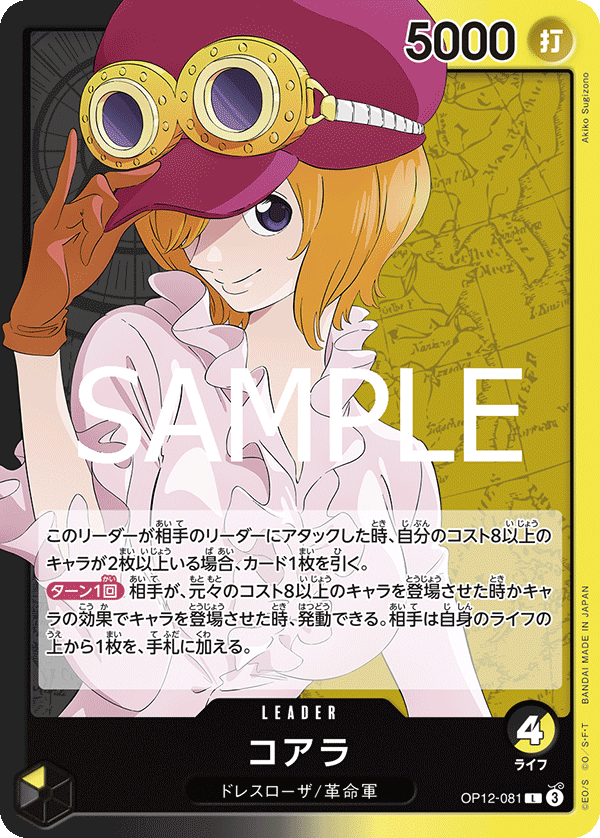 5000 打
Akiko Sugizono
SAMPLE
このリーダーが相手のリーダーにアタックした時、自分のコスト8以上の
キャラが2枚以上いる場合、カード1枚を引く。
ターン1回 相手が、元々のコスト8以上のキャラを登場させた時かキャ
ラの効果でキャラを登場させた時、発動できる。相手は自身のライフの
上から1枚を、手札に加える。
LEADER
コアラ
ドレスローザ/革命軍
4
ライフ
OP12-081 L 3
©E.O/S ©O/S・F・T BANDAI MADE IN JAPAN